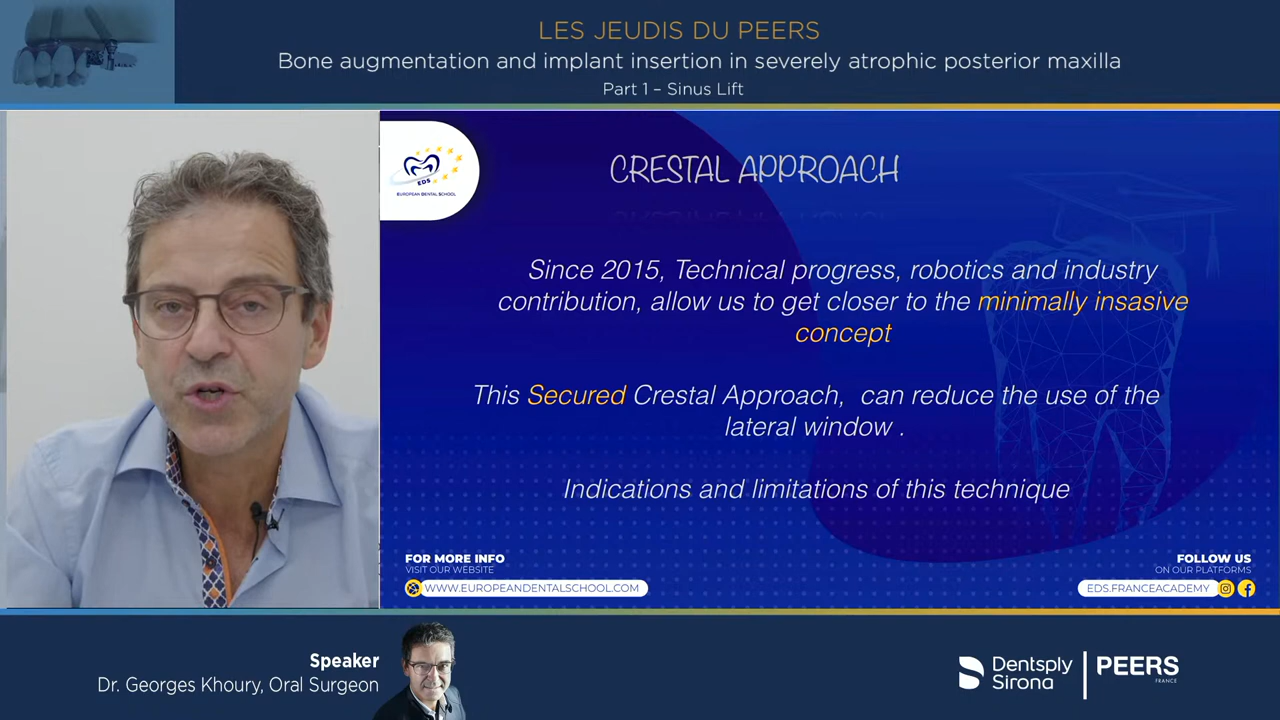 LES JEUDIS DU PEERS
Bone augmentation and implant insertion in severely atrophic posterior maxilla
Part 1 – Sinus Lift
EDS
EUROPEAN DENTAL SCHOOL
CRESTAL APPROACH
Since 2015, Technical progress, robotics and industry
contribution, allow us to get closer to the minimally insasive
concept
This Secured Crestal Approach, can reduce the use of the
lateral window .
Indications and limitations of this technique
FOR MORE INFO
VISIT OUR WEBSITE
WWW.EUROPEANDENTALSCHOOL.COM
FOLLOW US
ON OUR PLATFORMS
EDS.FRANCEACADEMY
Speaker
Dr. Georges Khoury, Oral Surgeon
Dentsply
Sirona
PEERS
FRANCE